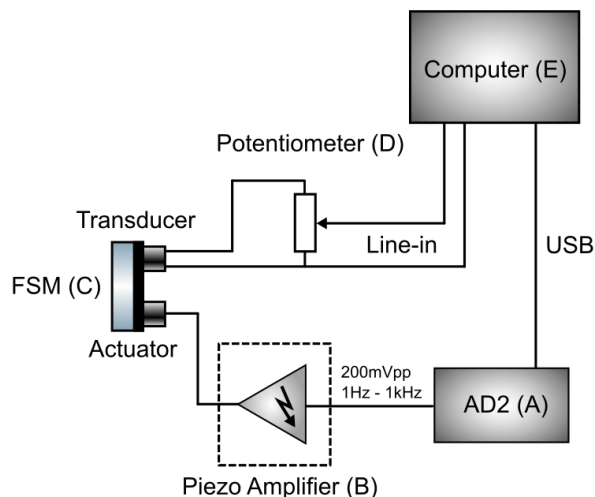 Computer (E)
Potentiometer (D)
Transducer
Line-in
USB
FSM (C)
Actuator
200mVpp
1Hz - 1kHz
AD2 (A)
Piezo Amplifier (B)